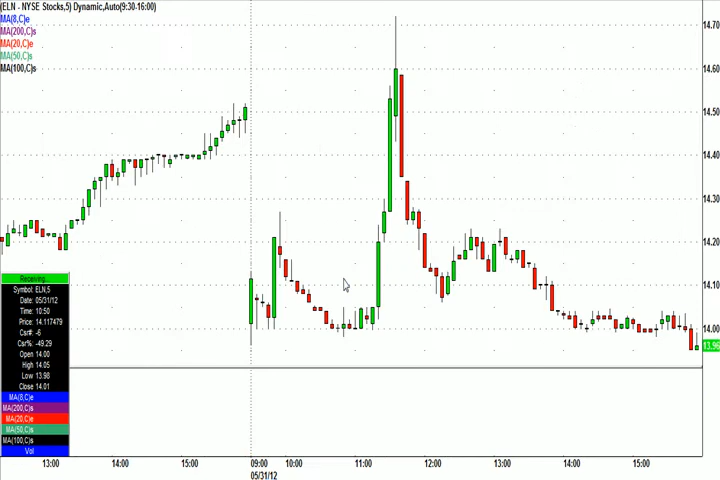 (ELN - NYSE Stocks,5) Dynamic,Auto(9:30-16:00)
MA(8,C)e
MA(200,C)s
MA(20,C)e
MA(50,C)s
MA(100,C)s
14.70
14.60
14.50
14.40
14.30
14.20
14.10
14.00
13.96
Receiving...
Symbol: ELN,5
Date: 05/31/12
Time: 10:50
Price: 14.117479
Csr#: -6
Csr%: -49.29
Open 14.00
High 14.05
Low 13.98
Close 14.01
MA(8,C)e
MA(200,C)s
MA(20,C)e
MA(50,C)s
MA(100,C)s
Vol
13:00 14:00 15:00 09:00 10:00 11:00 12:00 13:00 14:00 15:00
05/31/12